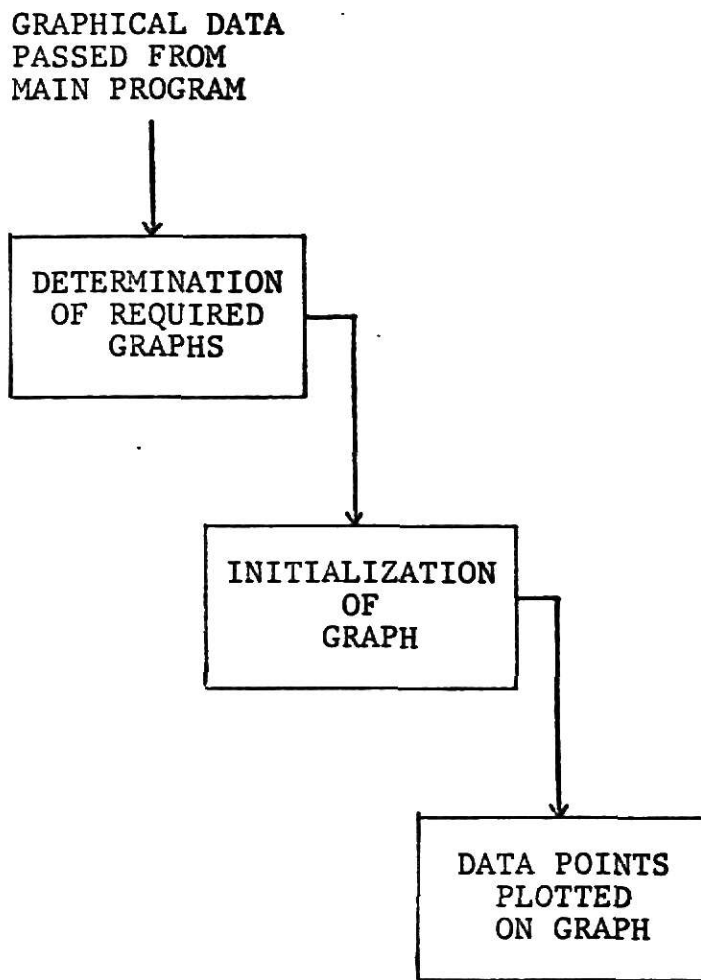 GRAPHICAL DATA
PASSED FROM
MAIN PROGRAM
DETERMINATION
OF REQUIRED
GRAPHS
INITIALIZATION
OF
GRAPH
DATA POINTS
PLOTTED
ON GRAPH